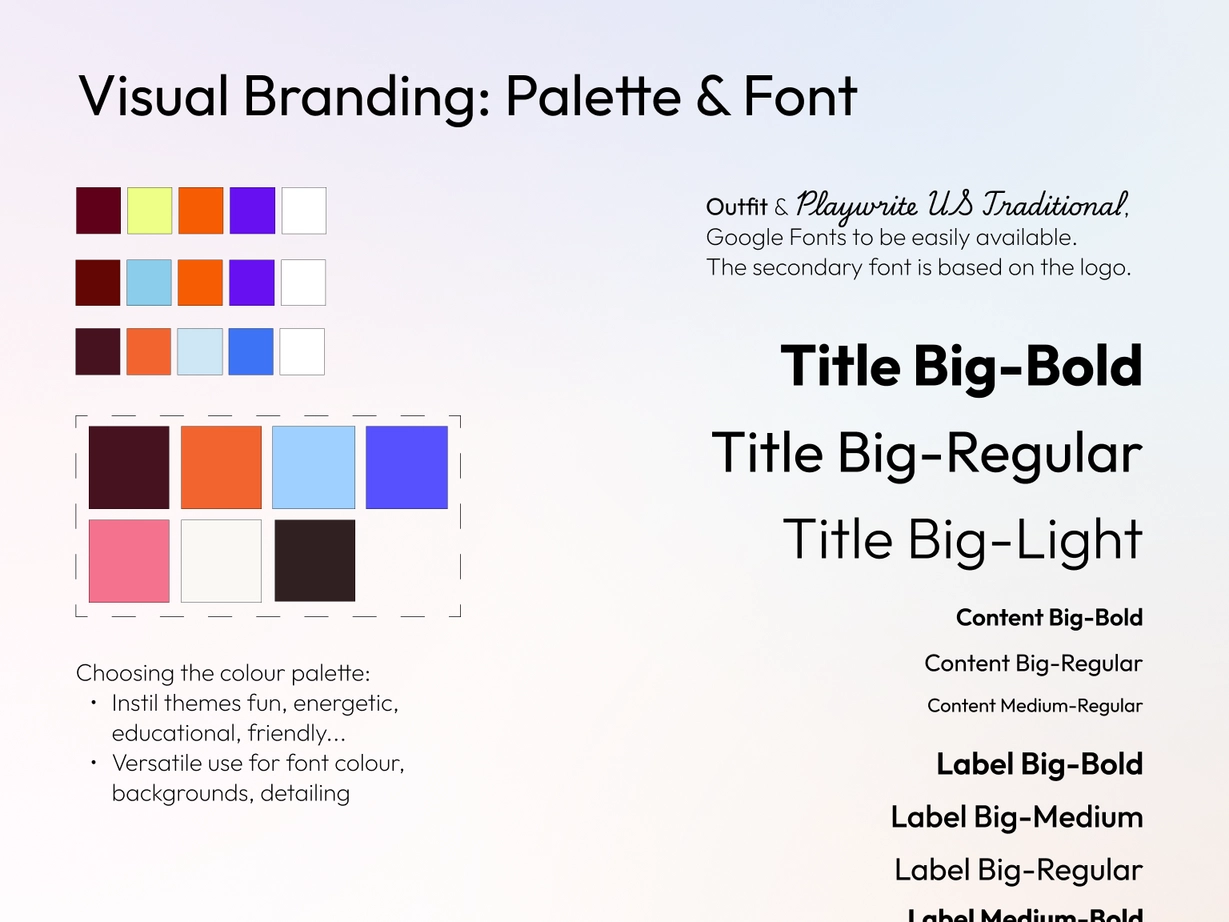 Visual Branding: Palette & Font
Outfit & Playwrite US Traditional,
Google Fonts to be easily available.
The secondary font is based on the logo.
Title Big-Bold
Title Big-Regular
Title Big-Light
Content Big-Bold
Content Big-Regular
Content Medium-Regular
Label Big-Bold
Label Big-Medium
Label Big-Regular
Label Medium-Bold
Choosing the colour palette:
• Instil themes fun, energetic,
educational, friendly...
• Versatile use for font colour,
backgrounds, detailing